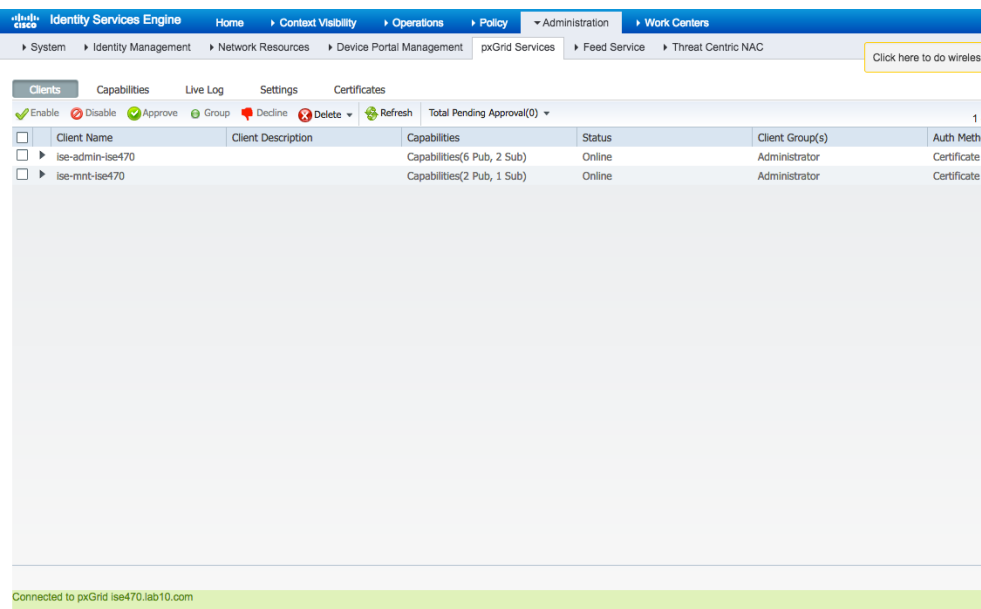 cisco Identity Services Engine Home Context Visibility Operations Policy Administration Work Centers
System Identity Management Network Resources Device Portal Management pxGrid Services Feed Service Threat Centric NAC
Click here to do wireles
Clients Capabilities Live Log Settings Certificates
Enable Disable Approve Group Decline Delete Refresh Total Pending Approval(0)
1
Client Name Client Description Capabilities Status Client Group(s) Auth Meth
ise-admin-ise470 Capabilities(6 Pub, 2 Sub) Online Administrator Certificate
ise-mnt-ise470 Capabilities(2 Pub, 1 Sub) Online Administrator Certificate
Connected to pxGrid ise470.lab10.com